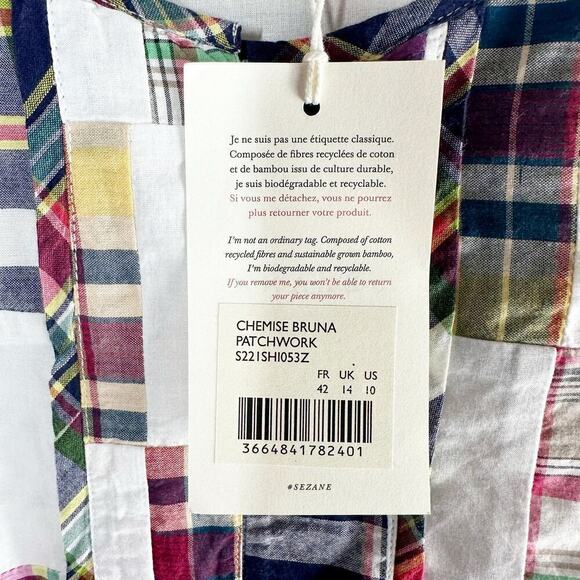 Je ne suis pas une étiquette classique.
Composée de fibres recyclées de coton
et de bambou issu de culture durable,
je suis biodégradable et recyclable.
Si vous me détachez, vous ne pourrez
plus retourner votre produit.
I'm not an ordinary tag. Composed of cotton
recycled fibres and sustainable grown bamboo,
I'm biodegradable and recyclable.
If you remove me, you won't be able to return
your piece anymore.
CHEMISE BRUNA
PATCHWORK
S221SHI053Z
FR UK US
42 14 10
3664841782401
#SEZANE